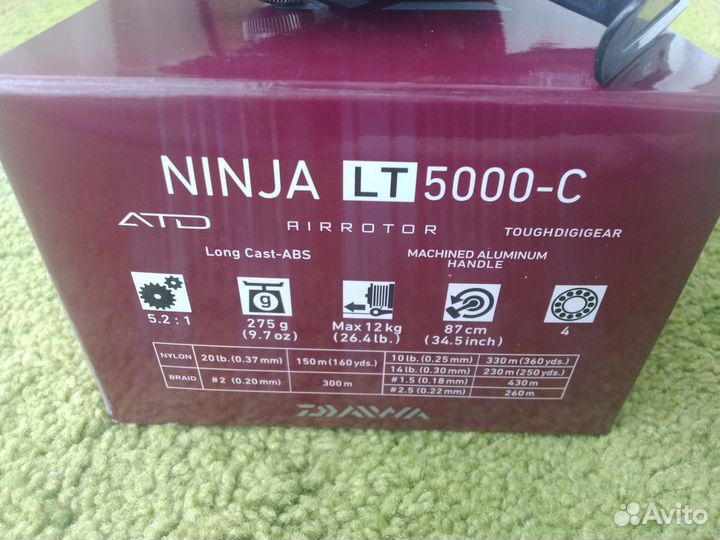 NINJA LT 5000-C
ATD AIRROTOR TOUGHDIGIGEAR
Long Cast-ABS MACHINED ALUMINUM HANDLE
5.2 : 1
g
275 g (9.7 oz)
Max 12 kg (26.4 lb.)
87 cm (34.5 inch)
4
NYLON 20 lb. (0.37 mm) 150 m (160 yds.) 10 lb. (0.25 mm) 330 m (360 yds.)
14 lb. (0.30 mm) 230 m (250 yds.)
BRAID #2 (0.20 mm) 300 m #1.5 (0.18 mm) 430 m
#2.5 (0.22 mm) 260 m
DAIWA
Avito